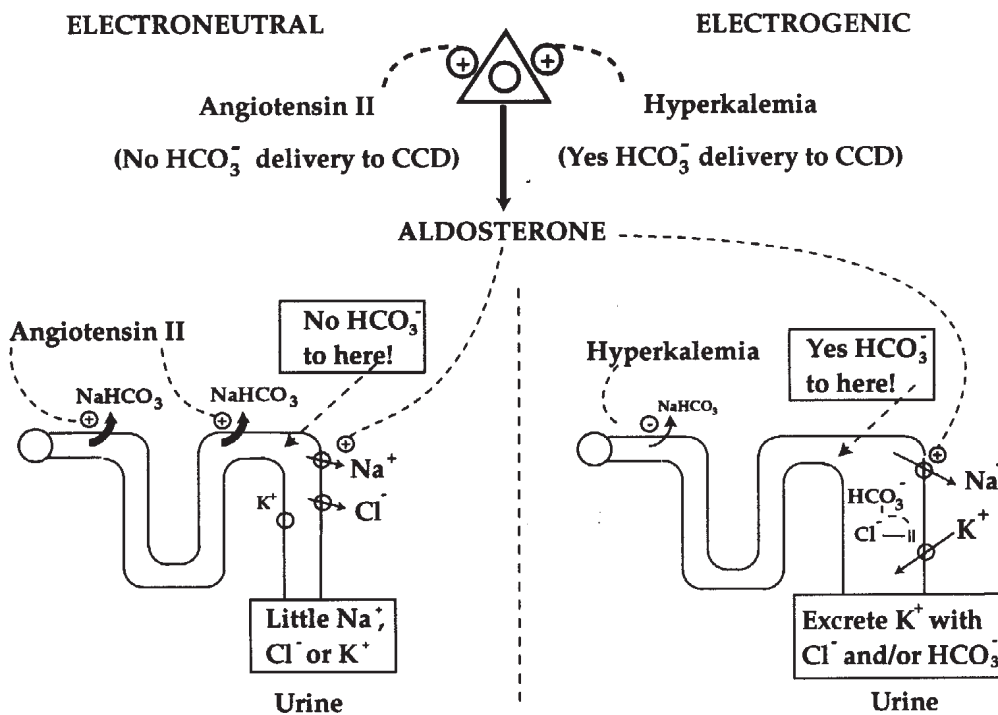 ELECTRONEUTRAL
ELECTROGENIC
+
+
Angiotensin II
Hyperkalemia
(No HCO₃⁻ delivery to CCD)
(Yes HCO₃⁻ delivery to CCD)
ALDOSTERONE
Angiotensin II
No HCO₃⁻
to here!
NaHCO₃
NaHCO₃
+
+
+
Na⁺
Cl⁻
K⁺
Little Na⁺,
Cl⁻ or K⁺
Urine
Hyperkalemia
Yes HCO₃⁻
to here!
-
NaHCO₃
+
Na
HCO₃⁻
Cl⁻
K⁺
Excrete K⁺ with
Cl⁻ and/or HCO₃⁻
Urine